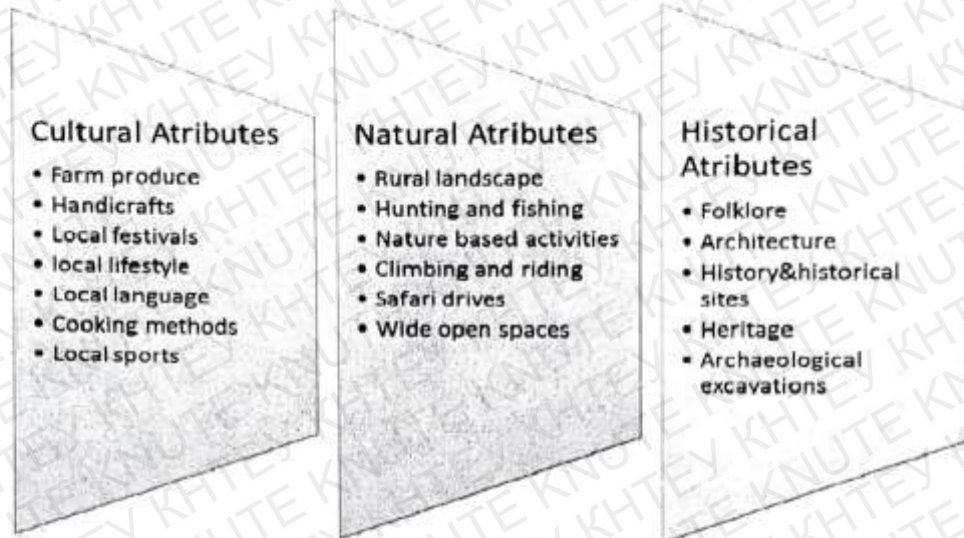 Cultural Atributes
• Farm produce
• Handicrafts
• Local festivals
• local lifestyle
• Local language
• Cooking methods
• Local sports
Natural Atributes
• Rural landscape
• Hunting and fishing
• Nature based activities
• Climbing and riding
• Safari drives
• Wide open spaces
Historical
Atributes
• Folklore
• Architecture
• History&historical
sites
• Heritage
• Archaeological
excavations